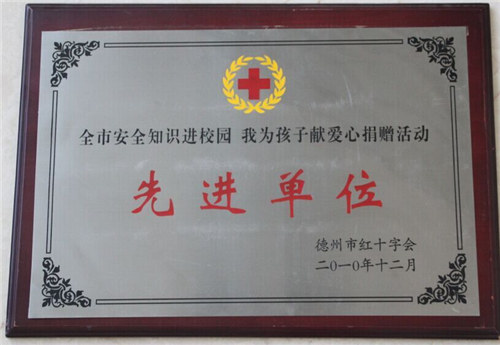 全市安全知识进校园 我为孩子献爱心捐赠活动
先进单位
德州市红十字会
二〇一〇年十二月